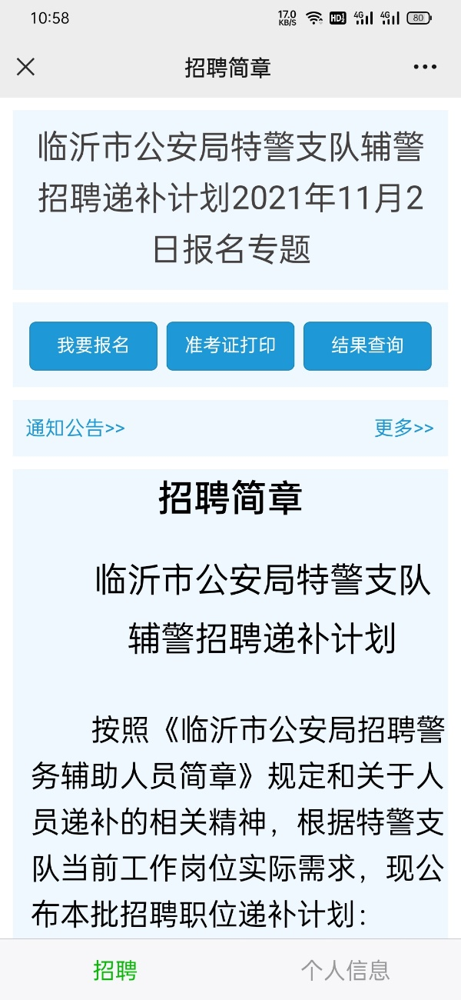 10:58
17.0
KB/S
HD 1 2
4G
4G
80
招聘简章
临沂市公安局特警支队辅警
招聘递补计划2021年11月2
日报名专题
我要报名
准考证打印
结果查询
通知公告>>
更多>>
招聘简章
临沂市公安局特警支队
辅警招聘递补计划
按照《临沂市公安局招聘警
务辅助人员简章》规定和关于人
员递补的相关精神，根据特警支
队当前工作岗位实际需求，现公
布本批招聘职位递补计划：
招聘
个人信息